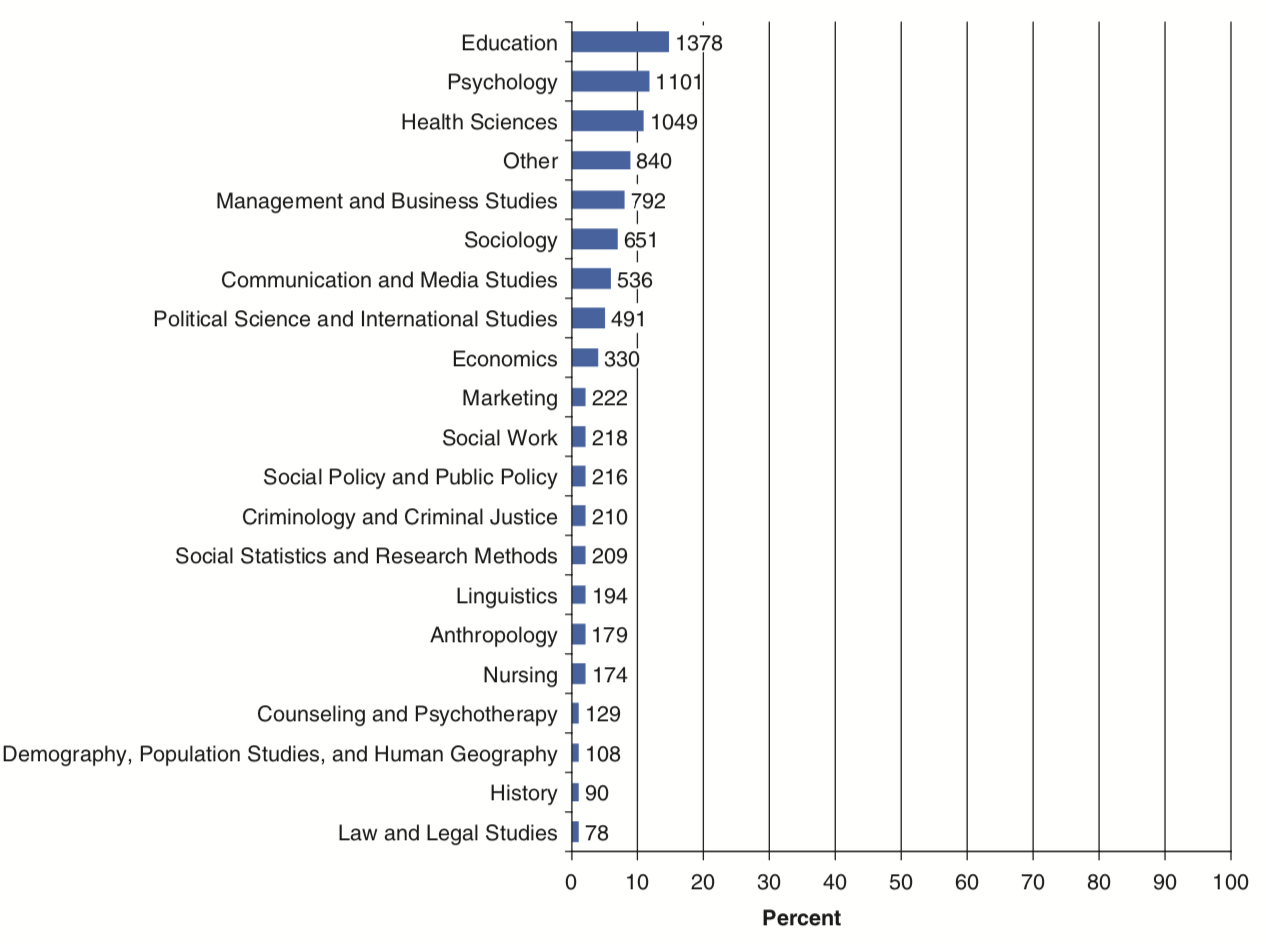 Education 1378
Psychology 1101
Health Sciences 1049
Other 840
Management and Business Studies 792
Sociology 651
Communication and Media Studies 536
Political Science and International Studies 491
Economics 330
Marketing 222
Social Work 218
Social Policy and Public Policy 216
Criminology and Criminal Justice 210
Social Statistics and Research Methods 209
Linguistics 194
Anthropology 179
Nursing 174
Counseling and Psychotherapy 129
Demography, Population Studies, and Human Geography 108
History 90
Law and Legal Studies 78
0 10 20 30 40 50 60 70 80 90 100
Percent